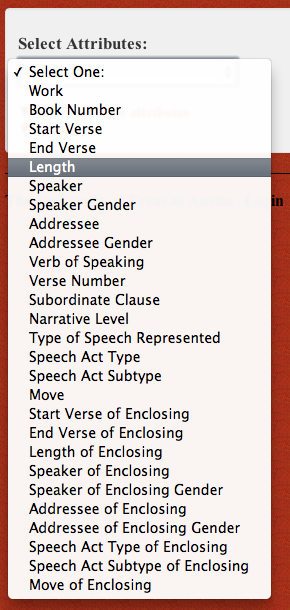 Select Attributes:
✓ Select One:
Work
Book Number
Start Verse
End Verse
Length
Speaker
Speaker Gender
Addressee
Addressee Gender
Verb of Speaking
Verse Number
Subordinate Clause
Narrative Level
Type of Speech Represented
Speech Act Type
Speech Act Subtype
Move
Start Verse of Enclosing
End Verse of Enclosing
Length of Enclosing
Speaker of Enclosing
Speaker of Enclosing Gender
Addressee of Enclosing
Addressee of Enclosing Gender
Speech Act Type of Enclosing
Speech Act Subtype of Enclosing
Move of Enclosing